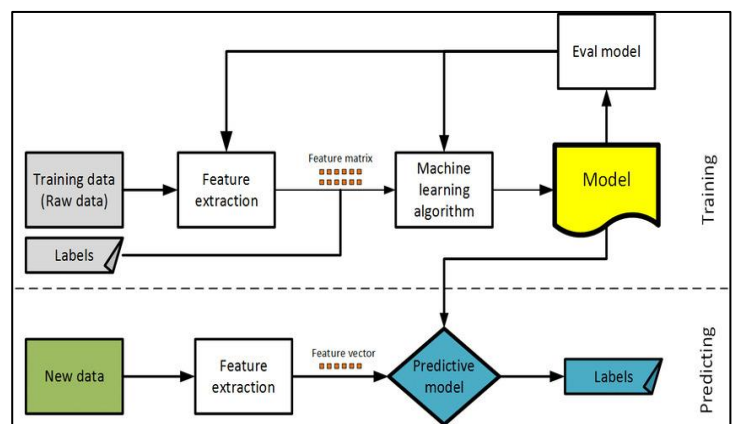 Eval model
Training data
(Raw data)
Feature
extraction
Feature matrix
Machine
learning
algorithm
Model
Labels
Training
New data
Feature
extraction
Feature vector
Predictive
model
Labels
Predicting